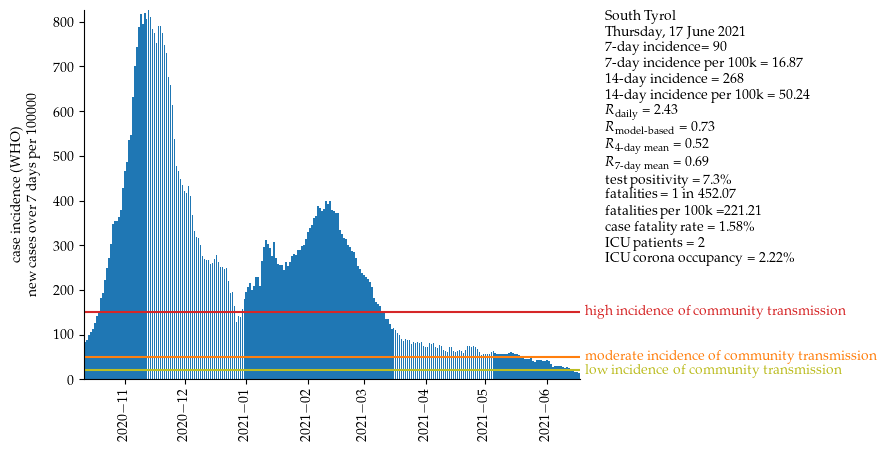 South Tyrol
Thursday, 17 June 2021
7-day incidence= 90
7-day incidence per 100k = 16.87
14-day incidence = 268
14-day incidence per 100k = 50.24
R daily = 2.43
R model-based = 0.73
R 4-day mean = 0.52
R 7-day mean = 0.69
test positivity = 7.3%
fatalities = 1 in 452.07
fatalities per 100k =221.21
case fatality rate = 1.58%
ICU patients = 2
ICU corona occupancy = 2.22%
case incidence (WHO)
new cases over 7 days per 100000
800
700
600
500
400
300
200
100
0
high incidence of community transmission
moderate incidence of community transmission
low incidence of community transmission
2020−11
2020−12
2021−01
2021−02
2021−03
2021−04
2021−05
2021−06